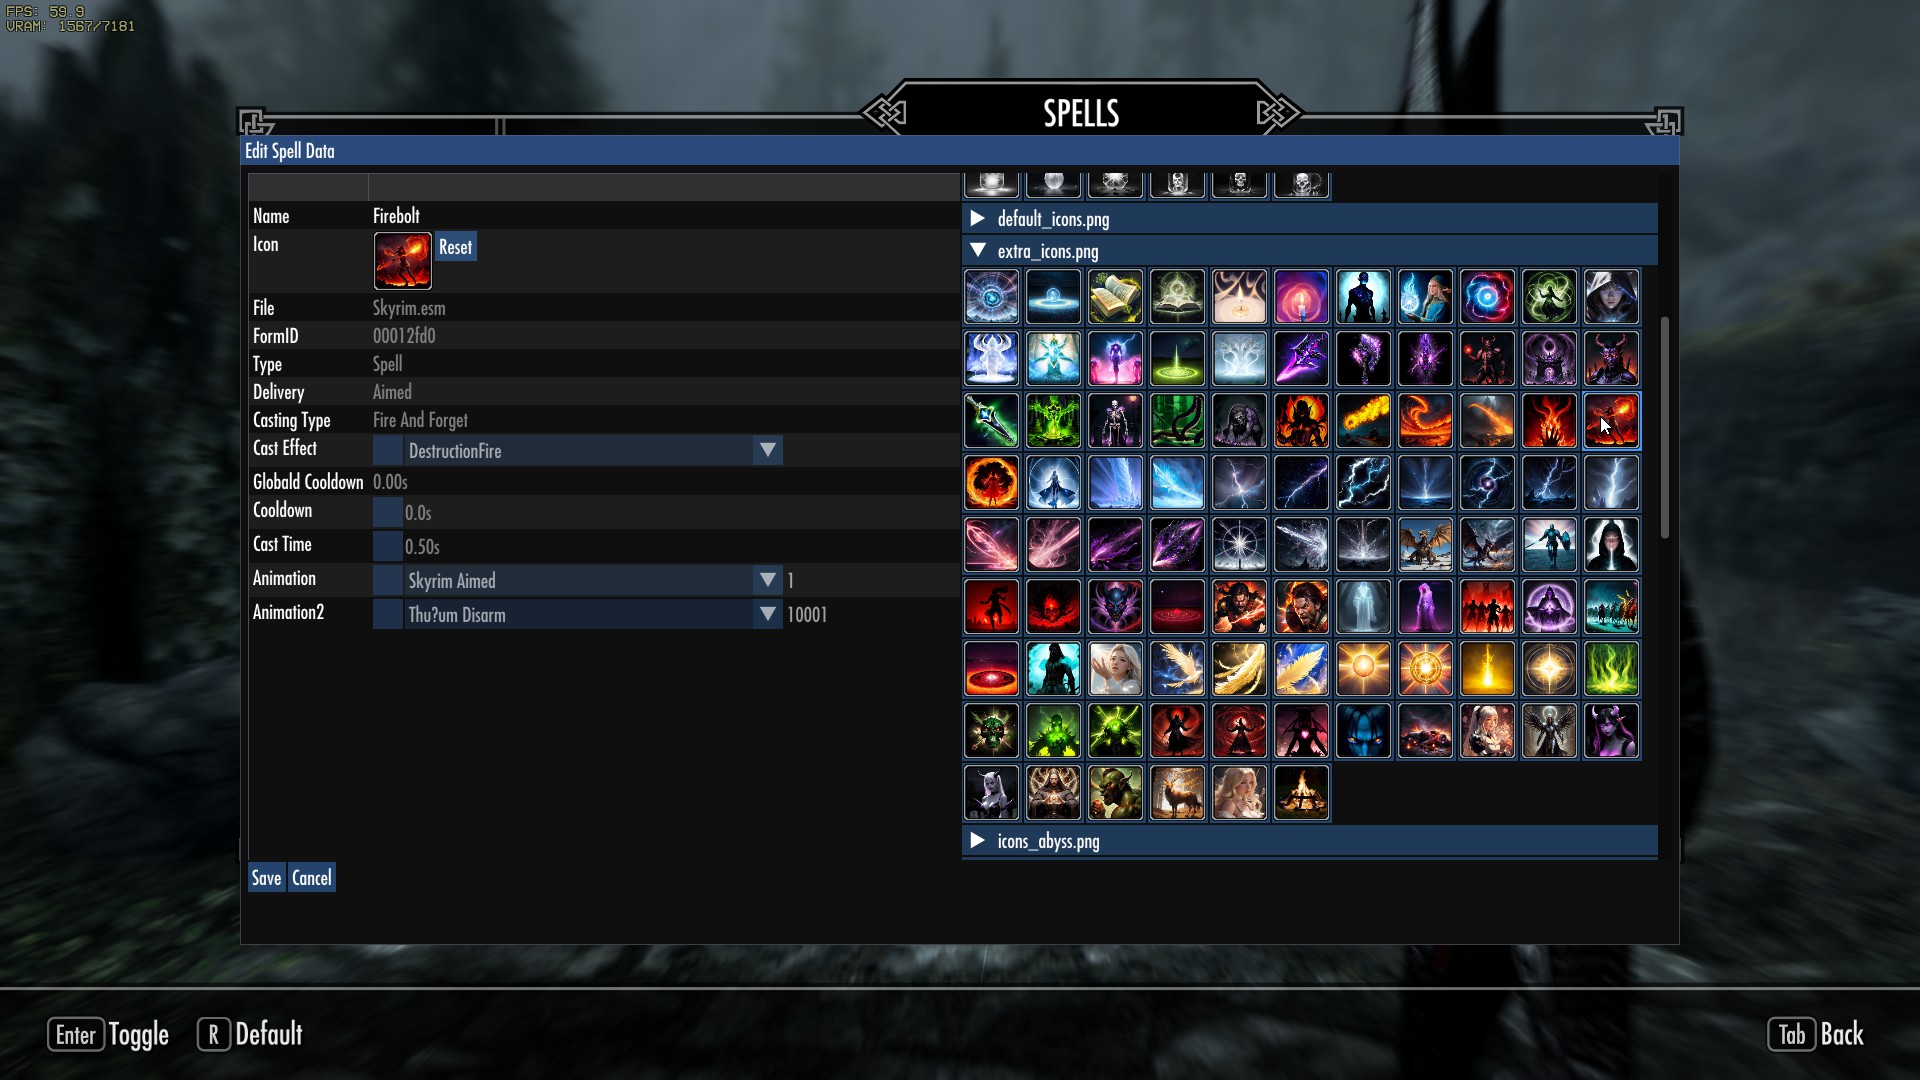 FPS: 59.9
VRAM: 1567/7181
SPELLS
Edit Spell Data
Name Firebolt
Icon Reset
File Skyrim.esm
FormID 00012fd0
Type Spell
Delivery Aimed
Casting Type Fire And Forget
Cast Effect DestructionFire
Globald Cooldown 0.00s
Cooldown 0.0s
Cast Time 0.50s
Animation Skyrim Aimed 1
Animation2 Thu?um Disarm 10001
default_icons.png
extra_icons.png
icons_abyss.png
Save Cancel
Enter Toggle R Default Tab Back